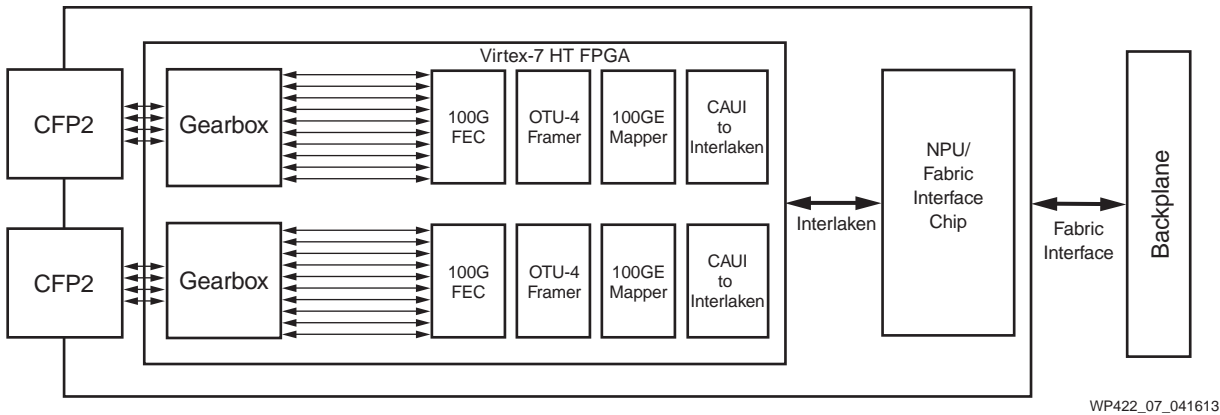 Virtex-7 HT FPGA
CFP2
Gearbox
100G
FEC
OTU-4
Framer
100GE
Mapper
CAUI
to
Interlaken
NPU/
Fabric
Interface
Chip
Interlaken
Fabric
Interface
Backplane
CFP2
Gearbox
100G
FEC
OTU-4
Framer
100GE
Mapper
CAUI
to
Interlaken
WP422_07_041613